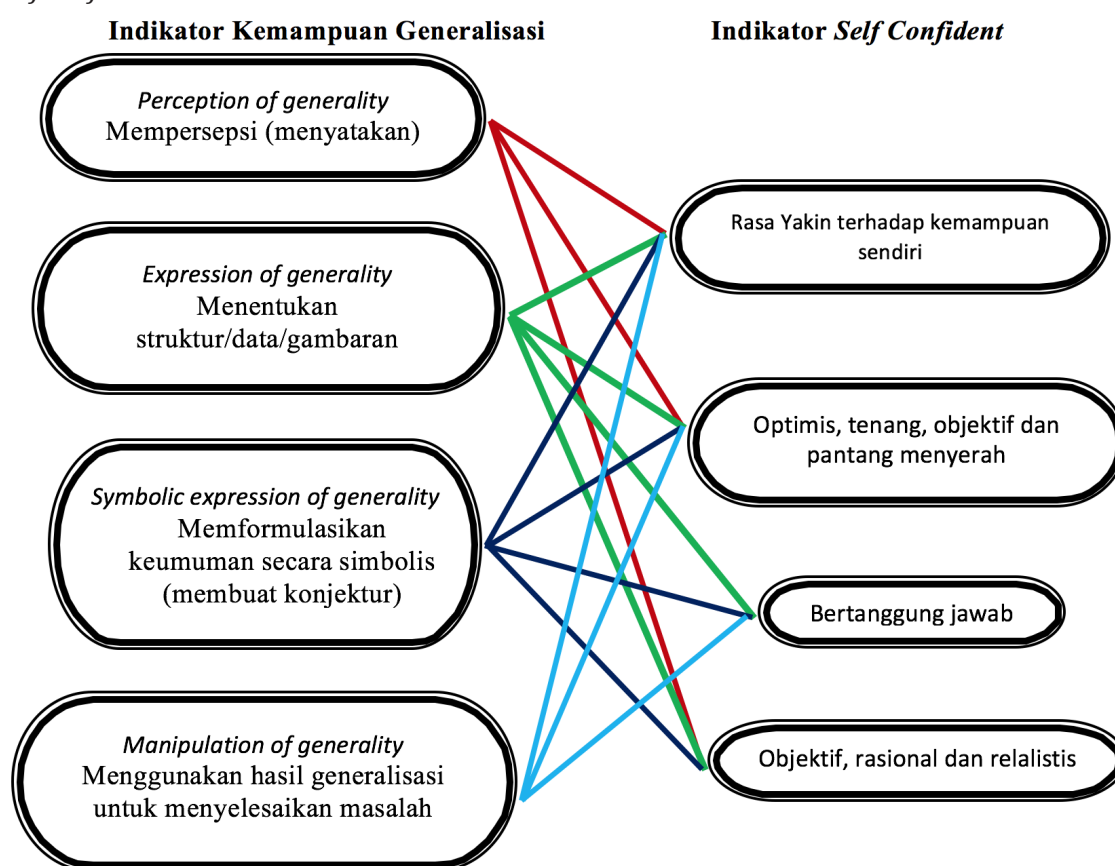 Indikator Kemampuan Generalisasi
Indikator Self Confident
Perception of generality
Mempersepsi (menyatakan)
Expression of generality
Menentukan
struktur/data/gambaran
Symbolic expression of generality
Memformulasikan
keumuman secara simbolis
(membuat konjektur)
Manipulation of generality
Menggunakan hasil generalisasi
untuk menyelesaikan masalah
Rasa Yakin terhadap kemampuan
sendiri
Optimis, tenang, objektif dan
pantang menyerah
Bertanggung jawab
Objektif, rasional dan relalistis